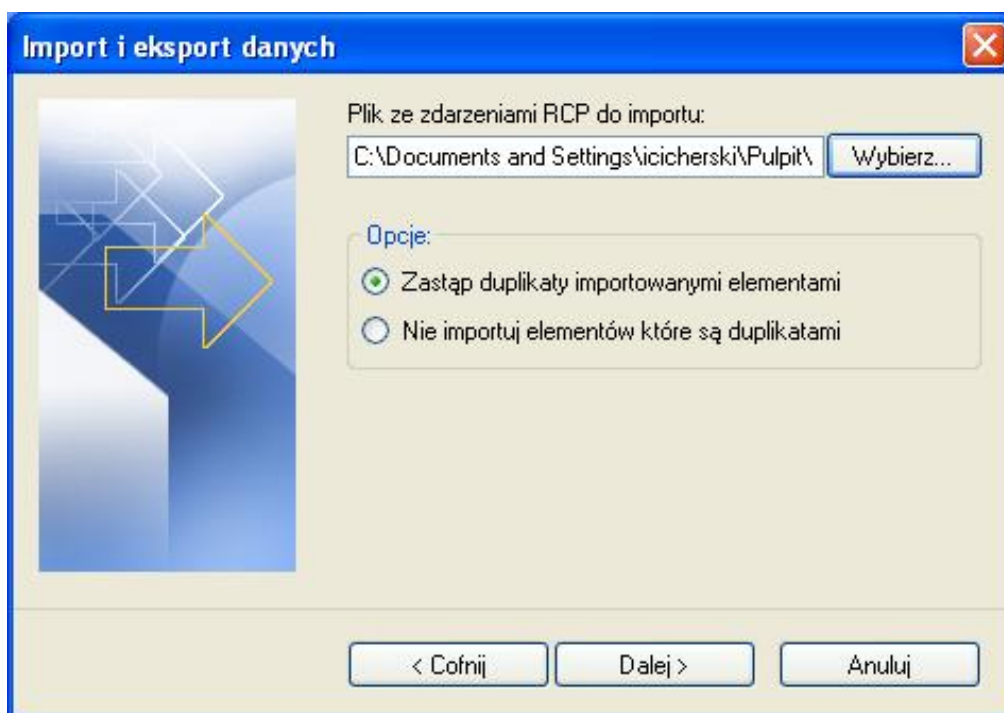 Import i eksport danych
Plik ze zdarzeniami RCP do importu:
C:\Documents and Settings\icicherski\Pulpit\
Wybierz...
Opcje:
Zastąp duplikaty importowanymi elementami
Nie importuj elementów które są duplikatami
< Cofnij
Dalej >
Anuluj